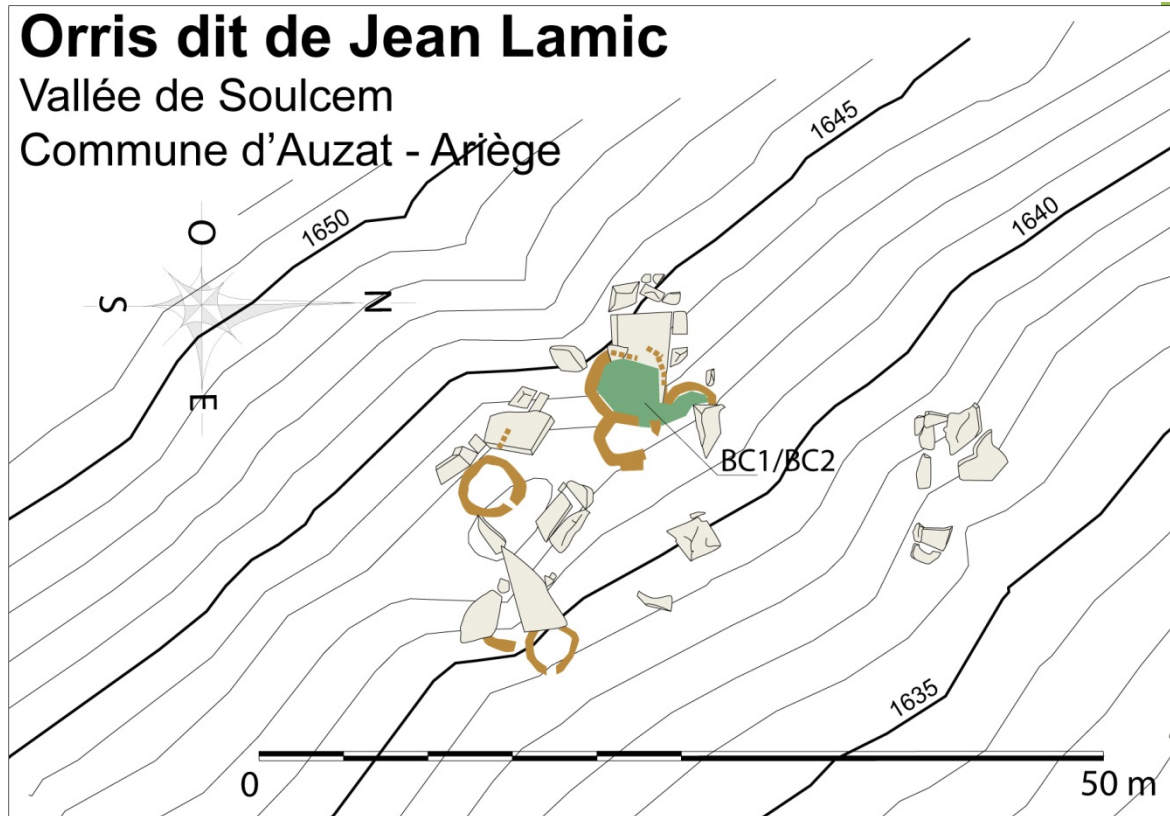 Orris dit de Jean Lamic
Vallée de Soulcem
Commune d'Auzat - Ariège
1645
1650
1640
O
S
N
E
BC1/BC2
1635
0
50 m